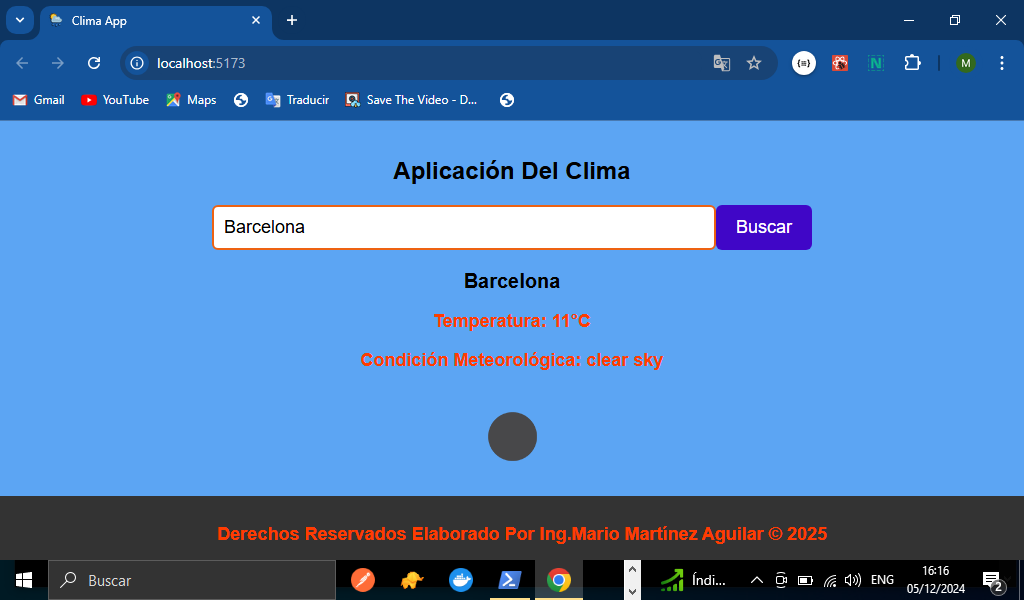 Clima App
localhost:5173
M
Gmail YouTube Maps Traducir Save The Video - D...
Aplicación Del Clima
Barcelona Buscar
Barcelona
Temperatura: 11°C
Condición Meteorológica: clear sky
Derechos Reservados Elaborado Por Ing.Mario Martínez Aguilar © 2025
Buscar Índi... ENG 16:16
05/12/2024 2